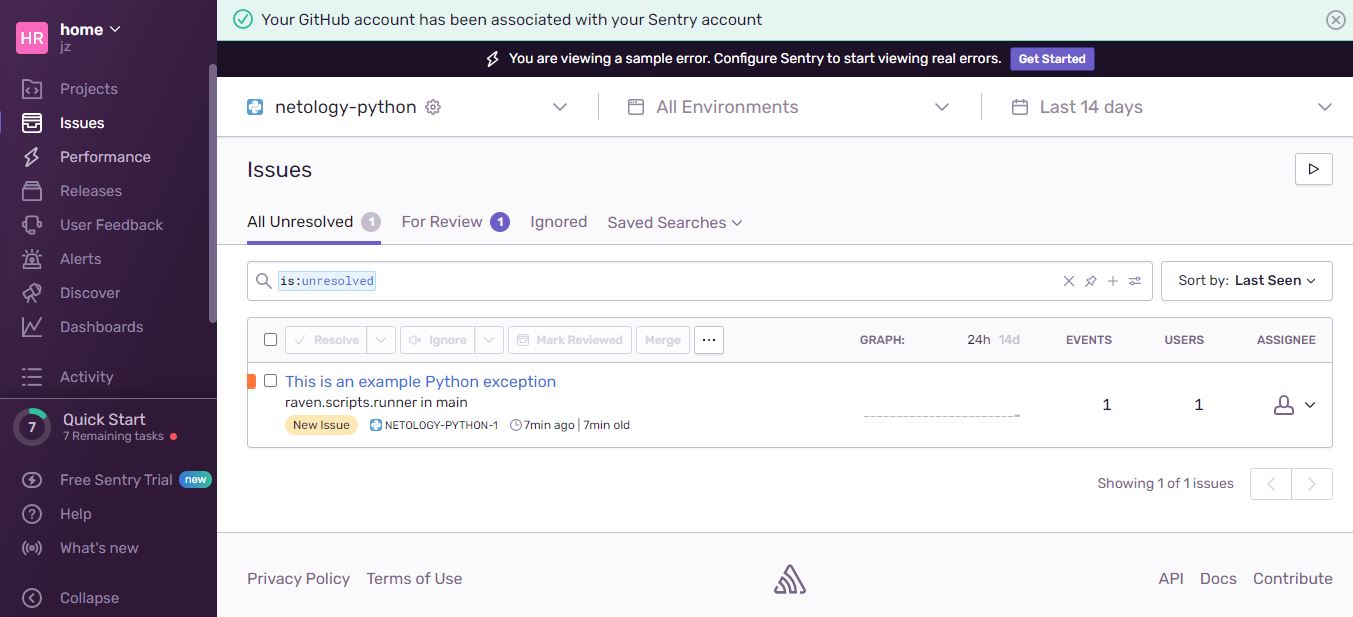 HR
home
jz
Projects
Issues
Performance
Releases
User Feedback
Alerts
Discover
Dashboards
Activity
7
Quick Start
7 Remaining tasks
Free Sentry Trial new
Help
What's new
Collapse
Your GitHub account has been associated with your Sentry account
You are viewing a sample error. Configure Sentry to start viewing real errors. Get Started
netology-python All Environments Last 14 days
Issues
All Unresolved 1 For Review 1 Ignored Saved Searches
is:unresolved
Sort by: Last Seen
Resolve Ignore Mark Reviewed Merge ... GRAPH: 24h 14d EVENTS USERS ASSIGNEE
This is an example Python exception
raven.scripts.runner in main
1 1
New Issue NETOLOGY-PYTHON-1 7min ago | 7min old
Showing 1 of 1 issues
Privacy Policy Terms of Use API Docs Contribute